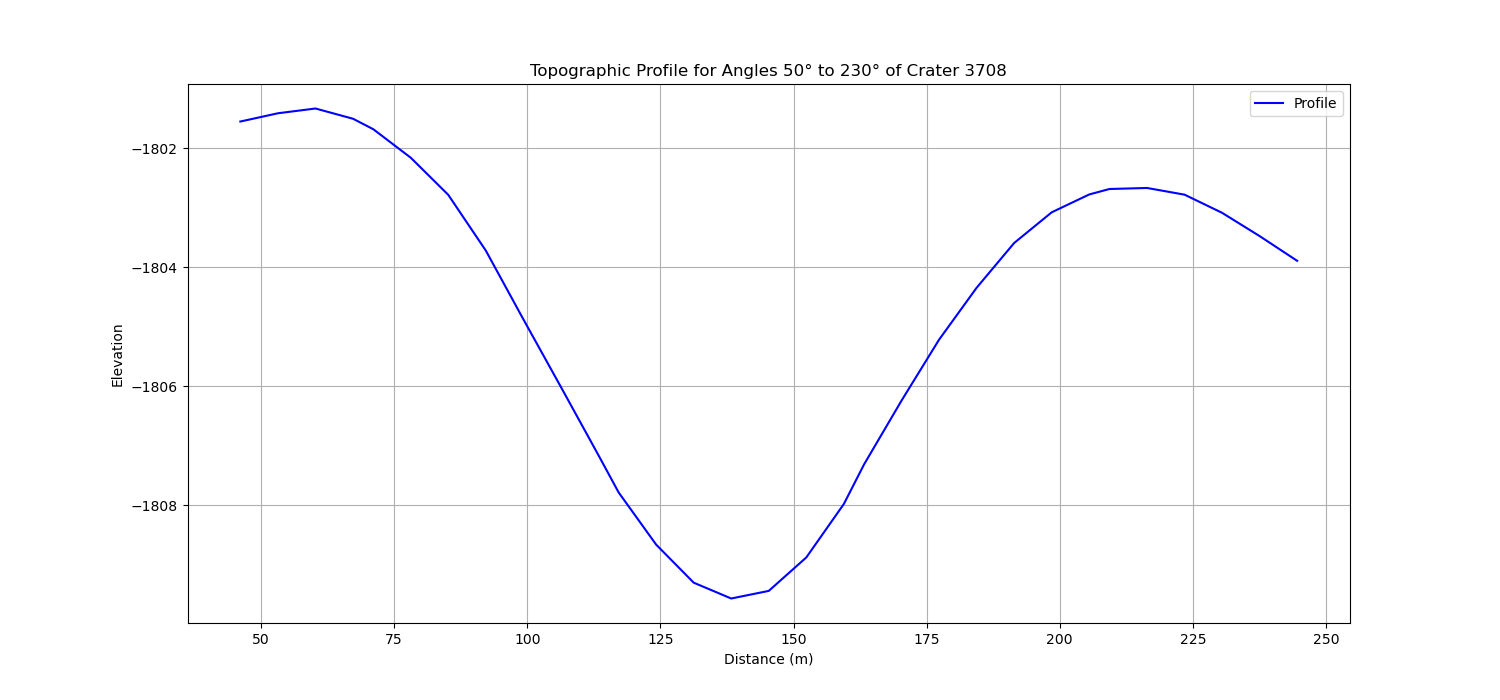 Topographic Profile for Angles 50° to 230° of Crater 3708
Profile
Elevation
−1802
−1804
−1806
−1808
50 75 100 125 150 175 200 225 250
Distance (m)